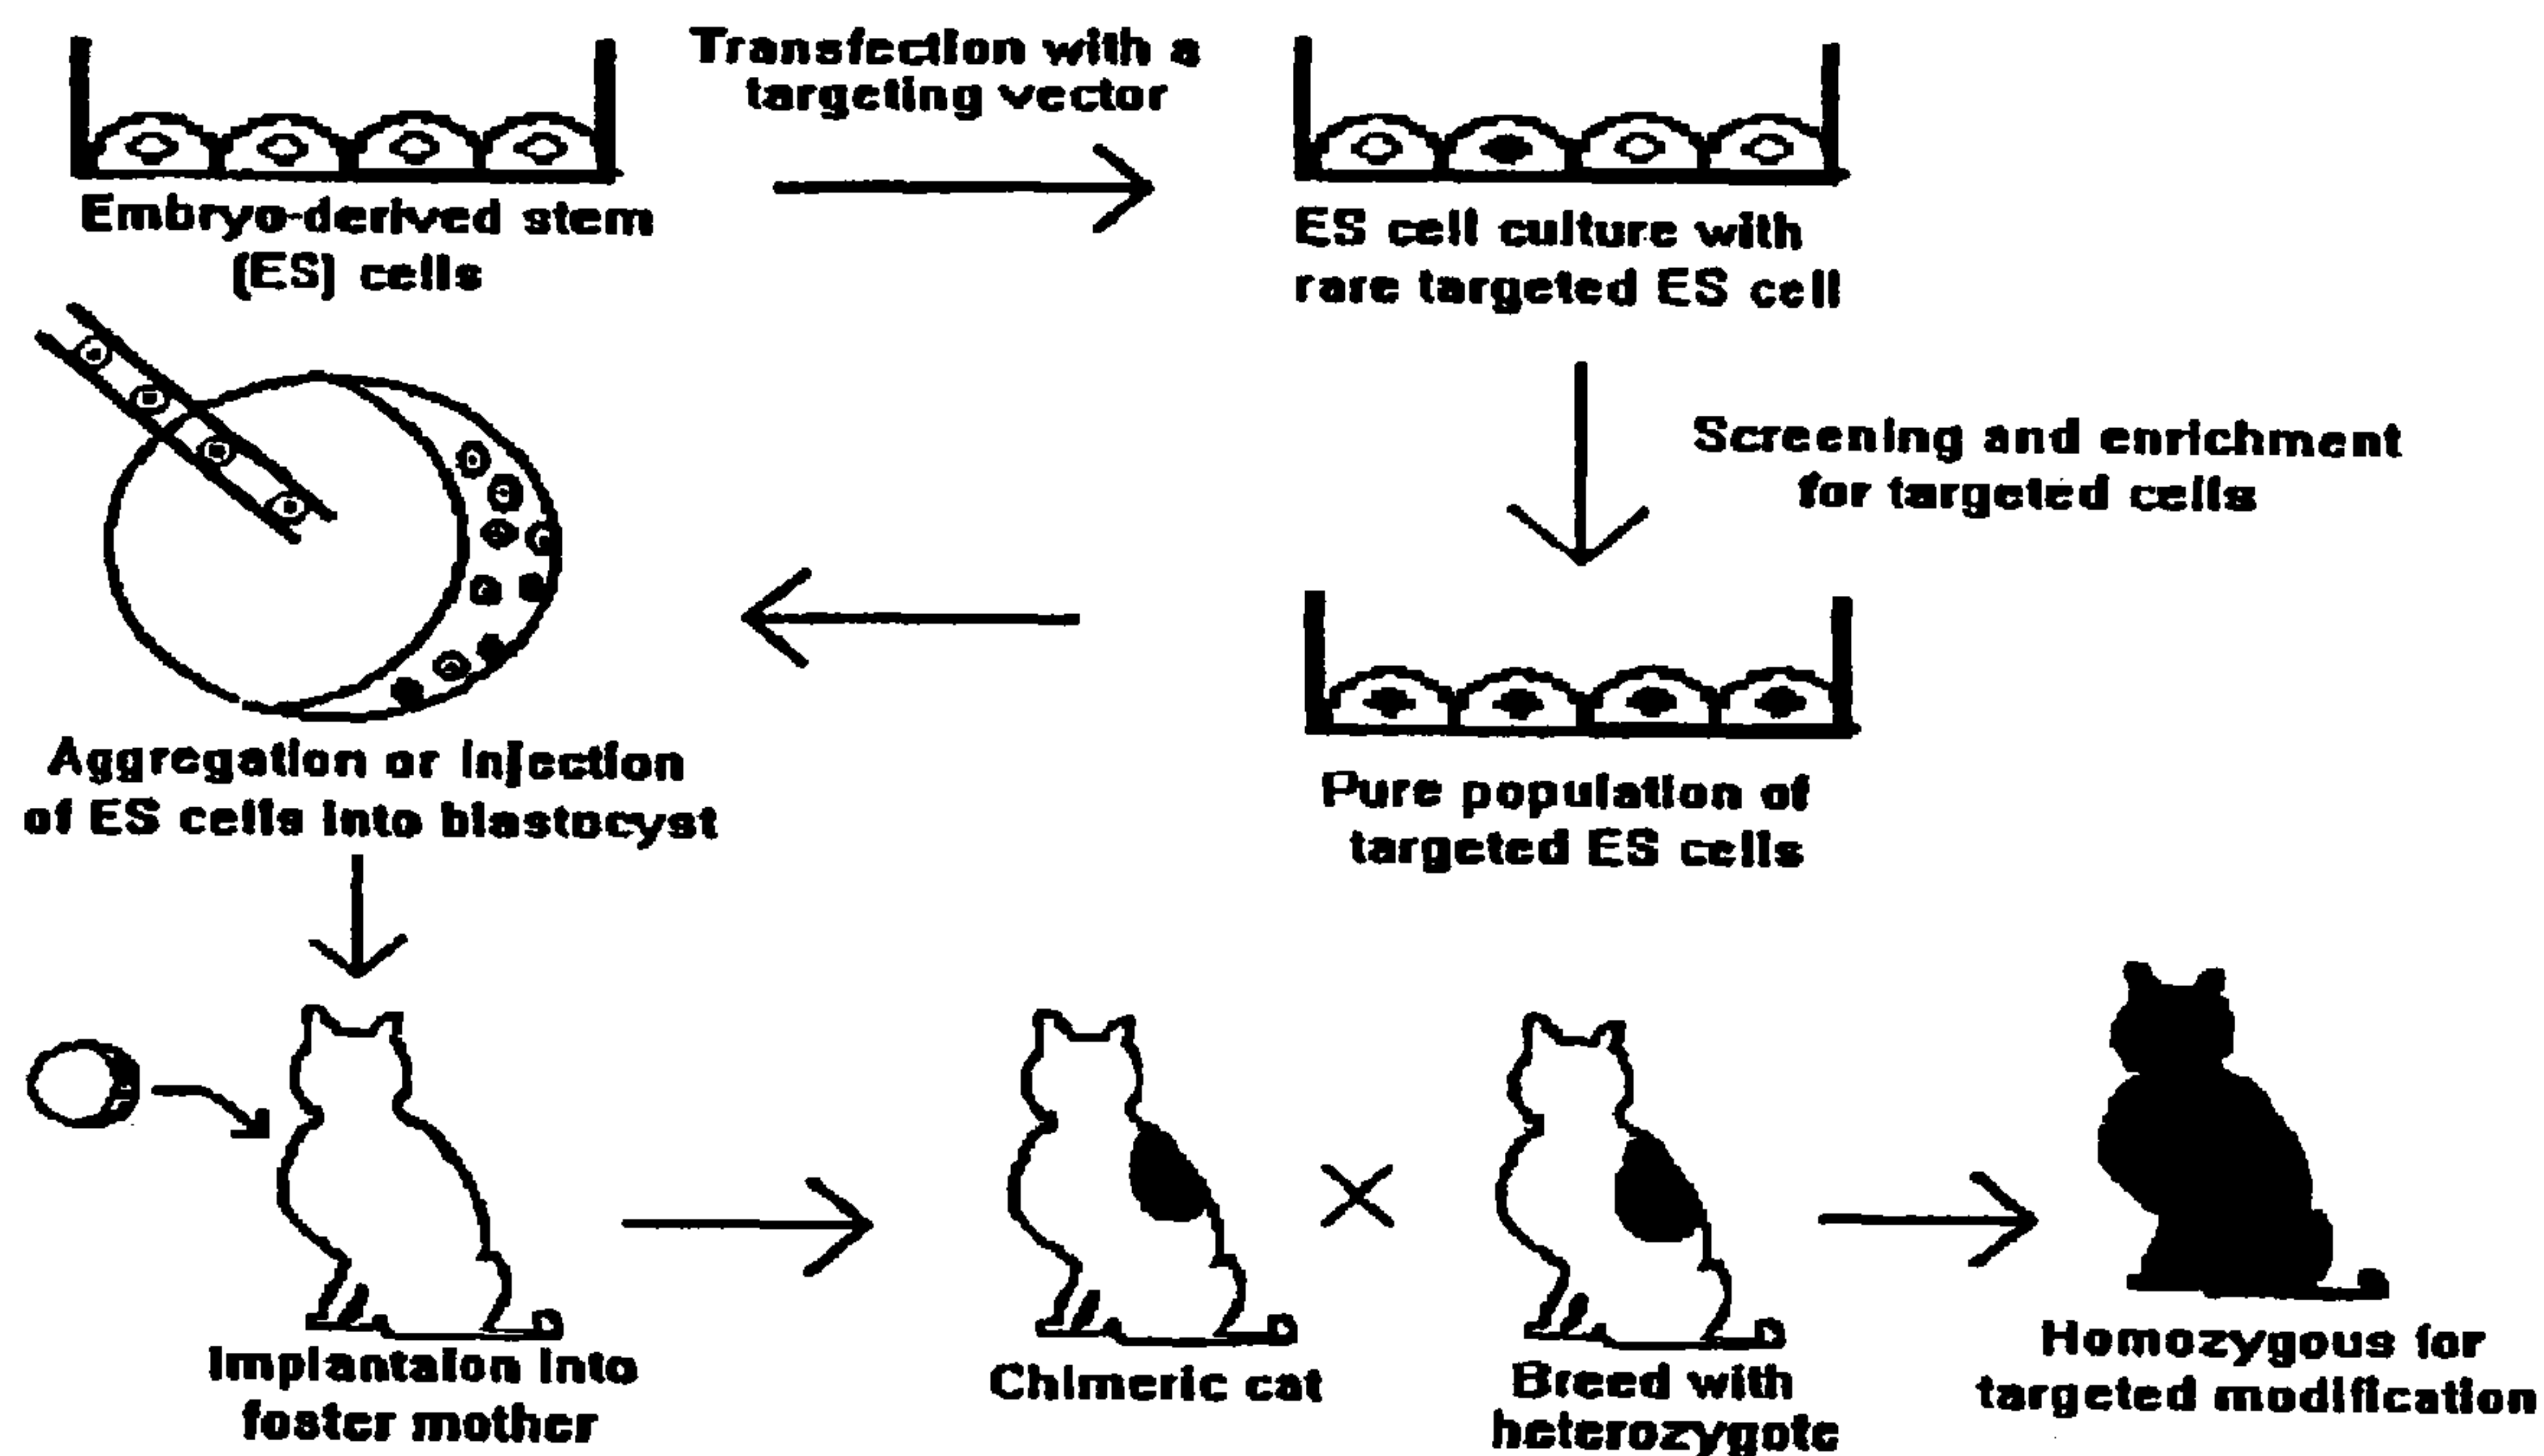 Transfection with a
targeting vector
Embryo-derived stem
(ES) cells
ES cell culture with
rare targeted ES cell
Screening and enrichment
for targeted cells
Pure population of
targeted ES cells
Aggregation or injection
of ES cells into blastocyst
Implantaion into
foster mother
Chimeric cat
Breed with
heterozygote
Homozygous for
targeted modification